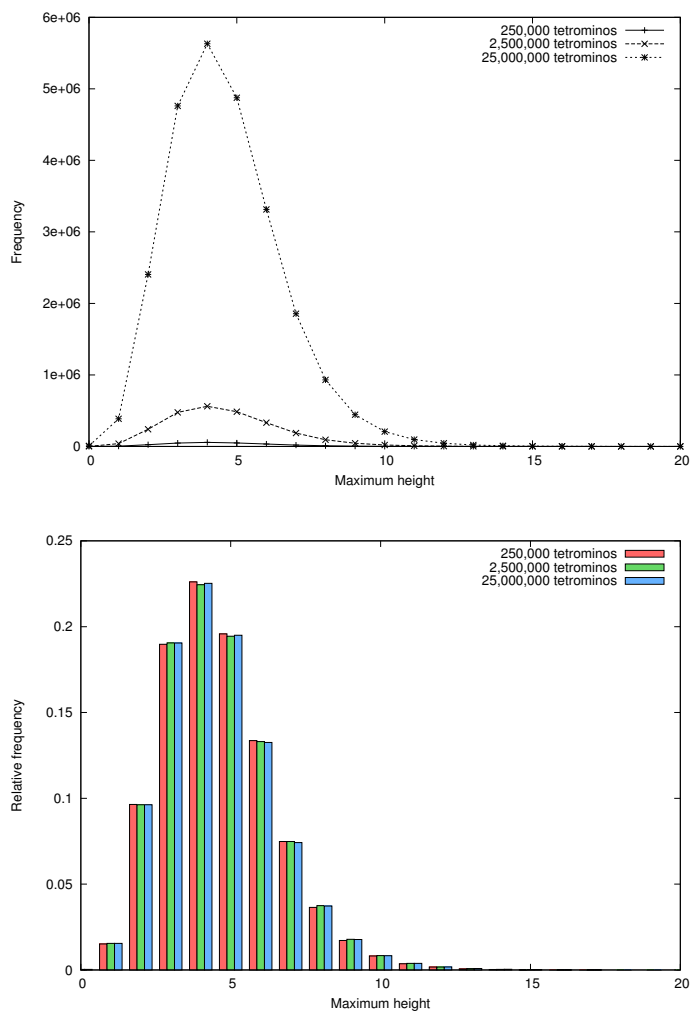 6e+06
5e+06
4e+06
3e+06
2e+06
1e+06
0
Frequency
250,000 tetrominos
2,500,000 tetrominos
25,000,000 tetrominos
0 5 10 15 20
Maximum height
0.25
0.2
0.15
0.1
0.05
0
Relative frequency
250,000 tetrominos
2,500,000 tetrominos
25,000,000 tetrominos
0 5 10 15 20
Maximum height